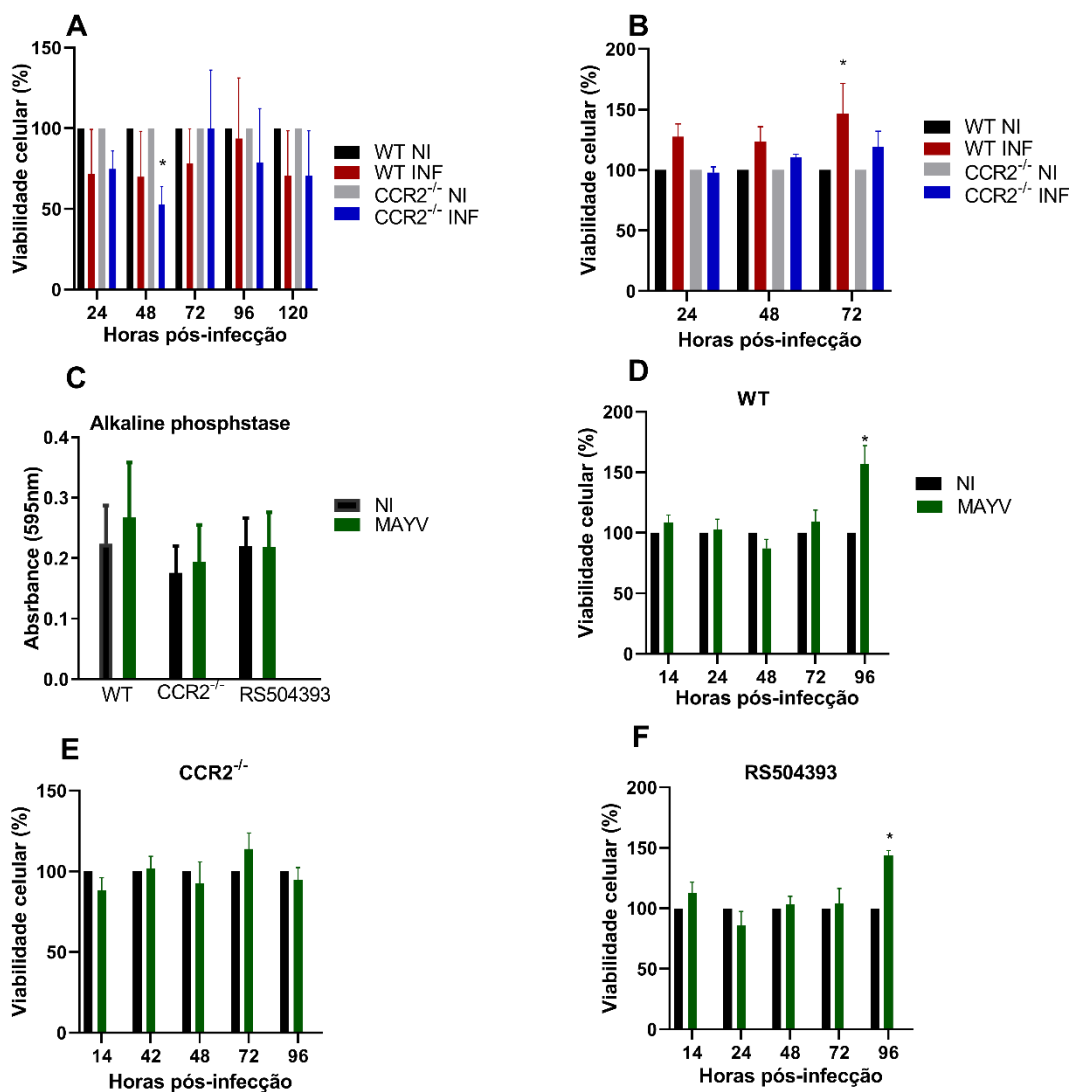 A
Viabilidade celular (%)
150
100
50
0
*
24 48 72 96 120
Horas pós-infecção
WT NI
WT INF
CCR2-/- NI
CCR2-/- INF
B
Viabilidade celular (%)
200
150
100
50
0
*
24 48 72
Horas pós-infecção
WT NI
WT INF
CCR2-/- NI
CCR2-/- INF
C
Alkaline phosphstase
Absrbance (595nm)
0.4
0.3
0.2
0.1
0.0
WT CCR2-/- RS504393
NI
MAYV
D
WT
Viabilidade celular (%)
200
150
100
50
0
*
14 24 48 72 96
Horas pós-infecção
NI
MAYV
E
CCR2-/-
Viabilidade celular (%)
150
100
50
0
14 42 48 72 96
Horas pós-infecção
F
RS504393
Viabilidade celular (%)
200
150
100
50
0
*
14 24 48 72 96
Horas pós-infecção